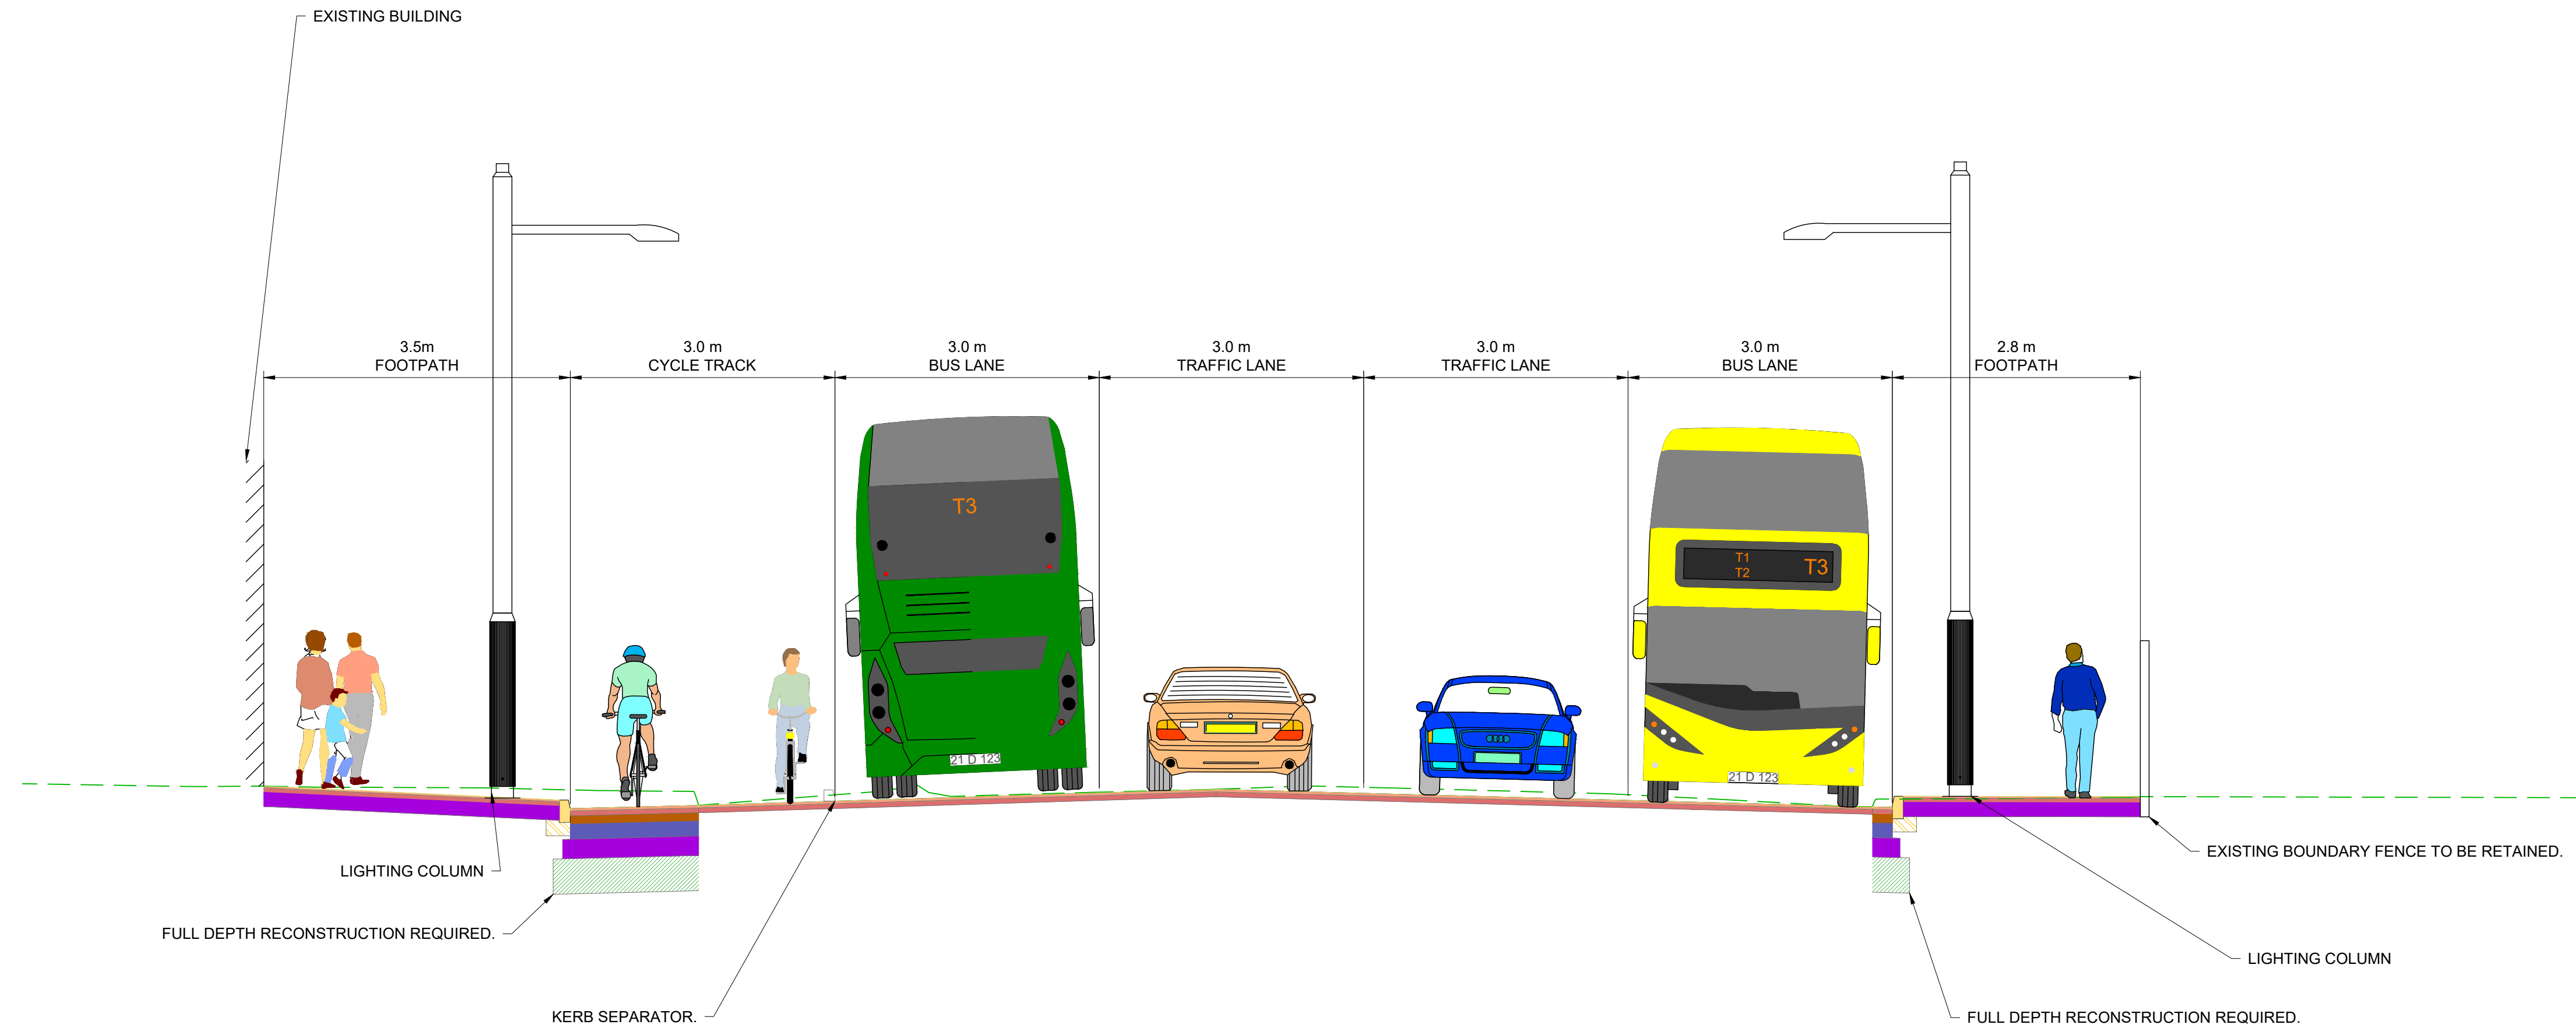 EXISTING BUILDING
3.5m
FOOTPATH
3.0 m
CYCLE TRACK
3.0 m
BUS LANE
3.0 m
TRAFFIC LANE
3.0 m
TRAFFIC LANE
3.0 m
BUS LANE
2.8 m
FOOTPATH
T3
T1
T2
T3
21 D 123
21 D 123
LIGHTING COLUMN
EXISTING BOUNDARY FENCE TO BE RETAINED.
FULL DEPTH RECONSTRUCTION REQUIRED.
LIGHTING COLUMN
KERB SEPARATOR.
FULL DEPTH RECONSTRUCTION REQUIRED.